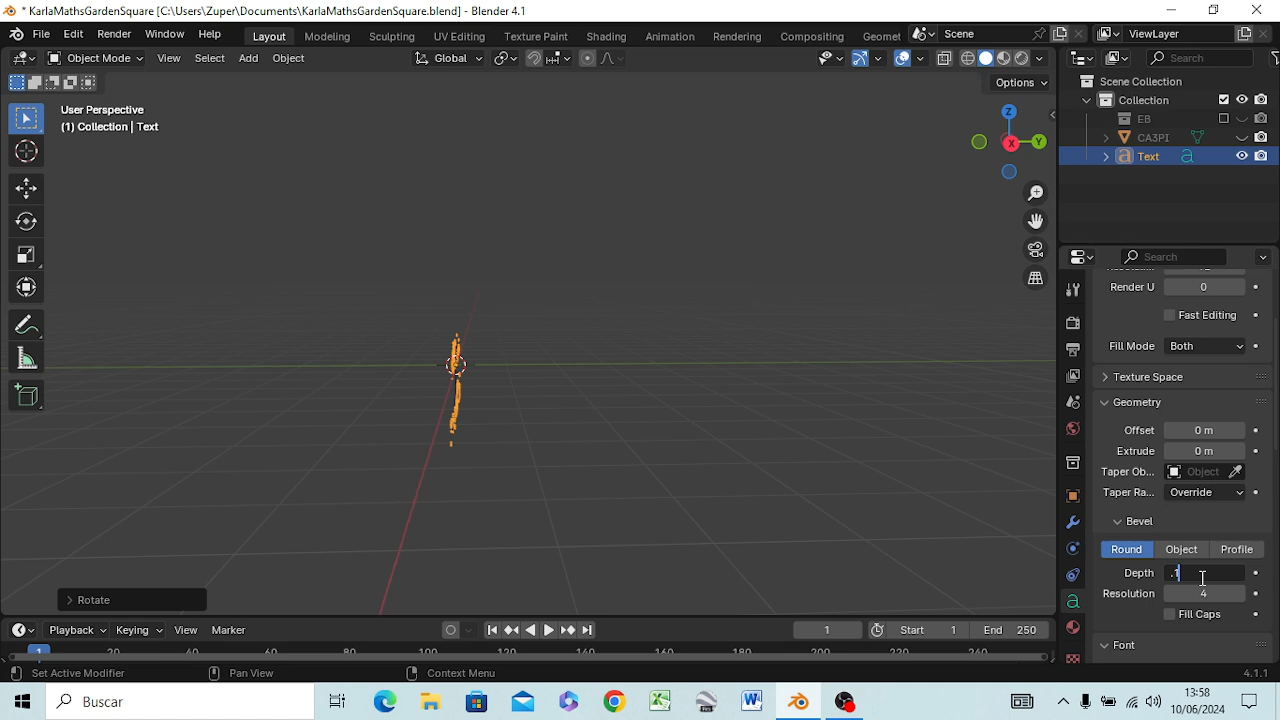 * KarlaMathsGardenSquare [C:\Users\Zuper\Documents\KarlaMathsGardenSquare.blend] - Blender 4.1
File Edit Render Window Help Layout Modeling Sculpting UV Editing Texture Paint Shading Animation Rendering Compositing Geomet Scene ViewLayer
Object Mode View Select Add Object Global Search
Options
User Perspective
(1) Collection | Text
Z
Y
X
Scene Collection
Collection
EB
CA3PI
Text
Search
Render U 0
Fast Editing
Fill Mode Both
Texture Space
Geometry
Offset 0 m
Extrude 0 m
Taper Ob... Object
Taper Ra... Override
Bevel
Round Object Profile
Depth .1
Resolution 4
Fill Caps
Font
Rotate
Playback Keying View Marker 1 Start 1 End 250
1 20 40 60 80 100 120 140 160 180 200 220 240
Set Active Modifier Pan View Context Menu 4.1.1
Buscar
13:58
10/06/2024